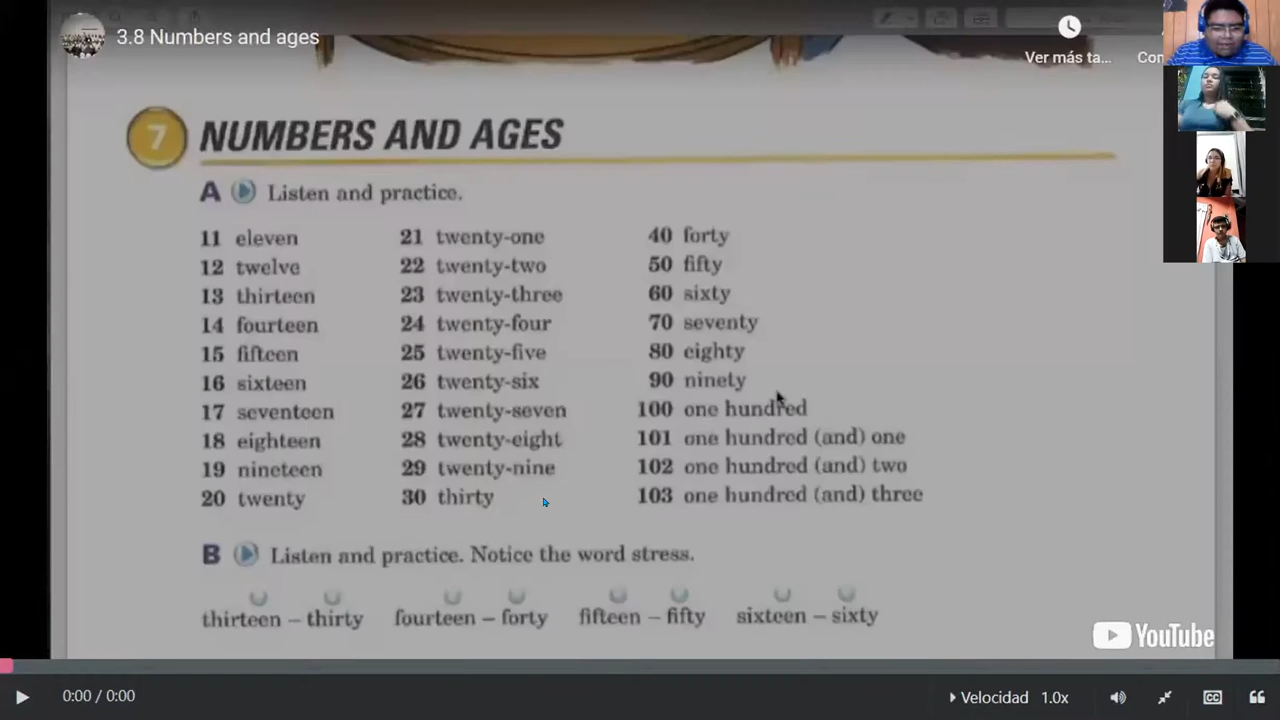 3.8 Numbers and ages
Ver más ta...
7 NUMBERS AND AGES
A Listen and practice.
11 eleven
12 twelve
13 thirteen
14 fourteen
15 fifteen
16 sixteen
17 seventeen
18 eighteen
19 nineteen
20 twenty
21 twenty-one
22 twenty-two
23 twenty-three
24 twenty-four
25 twenty-five
26 twenty-six
27 twenty-seven
28 twenty-eight
29 twenty-nine
30 thirty
40 forty
50 fifty
60 sixty
70 seventy
80 eighty
90 ninety
100 one hundred
101 one hundred (and) one
102 one hundred (and) two
103 one hundred (and) three
B Listen and practice. Notice the word stress.
thirteen – thirty fourteen – forty fifteen – fifty sixteen – sixty
YouTube
0:00 / 0:00
Velocidad 1.0x
CC